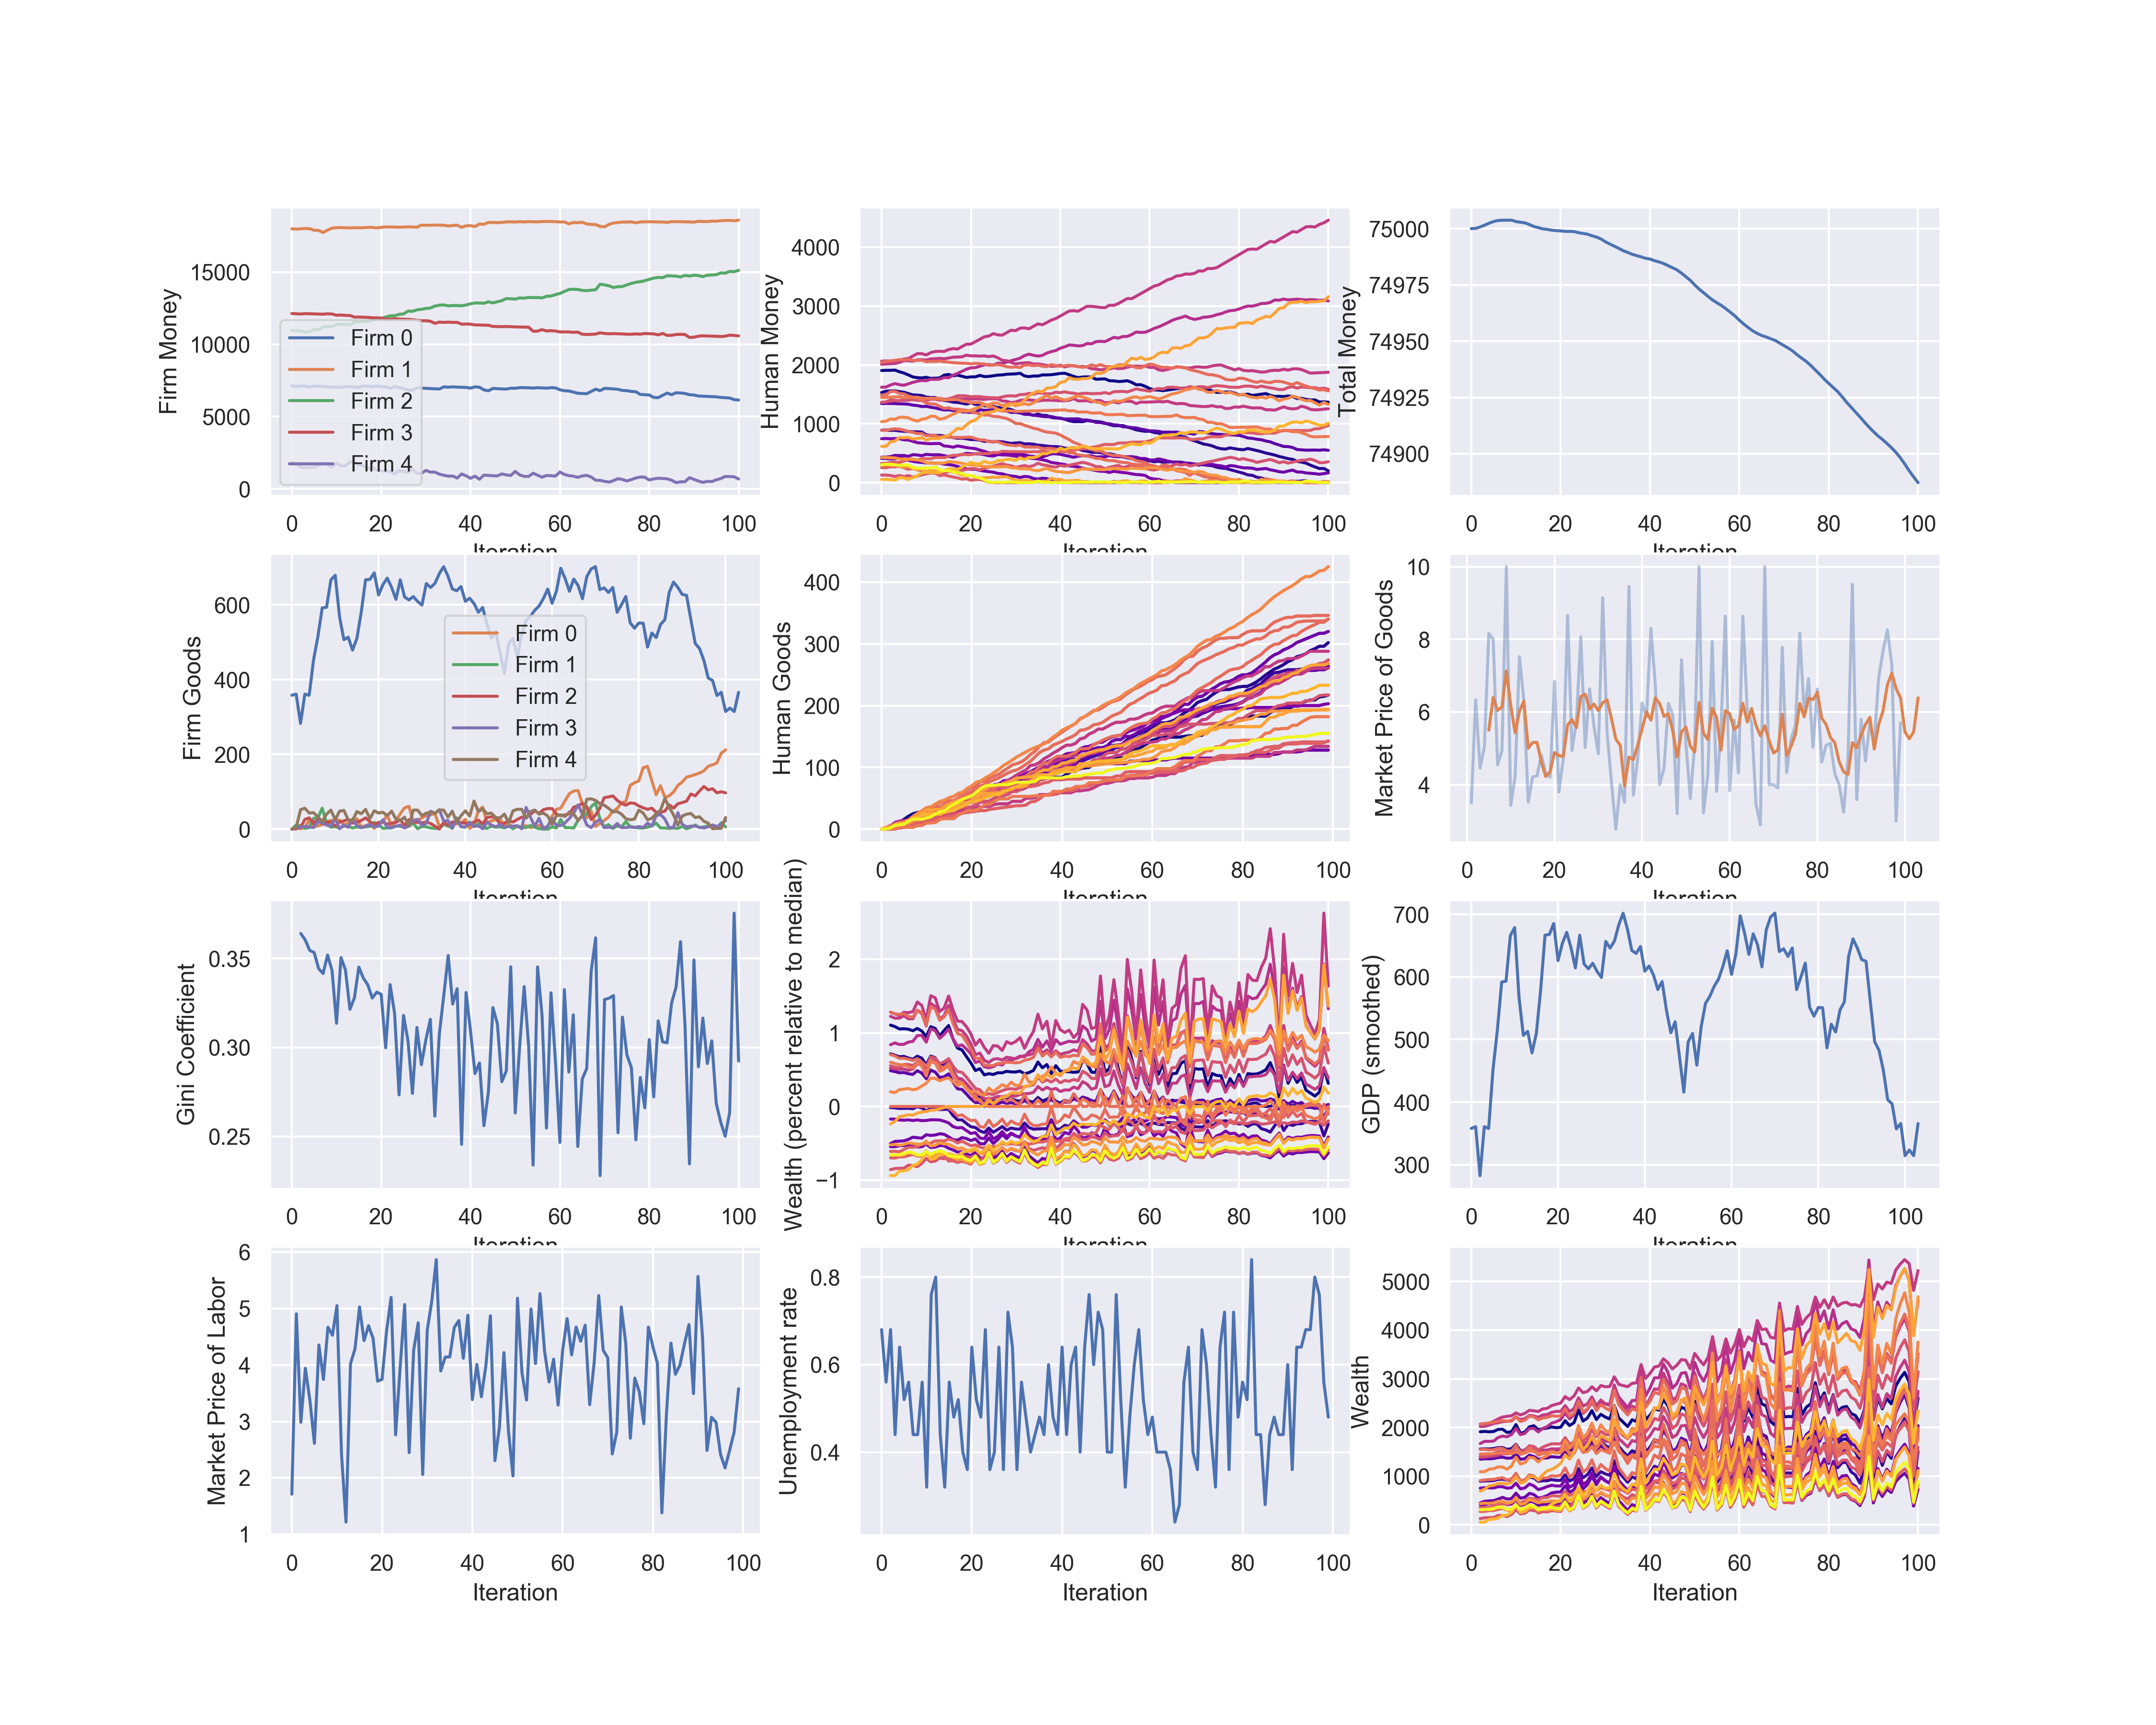 Firm Money
15000
10000
5000
0
Firm 0
Firm 1
Firm 2
Firm 3
Firm 4
0 20 40 60 80 100
Iteration
Human Money
4000
3000
2000
1000
0
0 20 40 60 80 100
Iteration
Total Money
75000
74975
74950
74925
74900
0 20 40 60 80 100
Iteration
Firm Goods
600
400
200
0
Firm 0
Firm 1
Firm 2
Firm 3
Firm 4
0 20 40 60 80 100
Iteration
Human Goods
400
300
200
100
0
0 20 40 60 80 100
Iteration
Market Price of Goods
10
8
6
4
0 20 40 60 80 100
Iteration
Gini Coefficient
0.35
0.30
0.25
0 20 40 60 80 100
Iteration
Wealth (percent relative to median)
2
1
0
−1
0 20 40 60 80 100
Iteration
GDP (smoothed)
700
600
500
400
300
0 20 40 60 80 100
Iteration
Market Price of Labor
6
5
4
3
2
1
0 20 40 60 80 100
Iteration
Unemployment rate
0.8
0.6
0.4
0 20 40 60 80 100
Iteration
Wealth
5000
4000
3000
2000
1000
0
0 20 40 60 80 100
Iteration